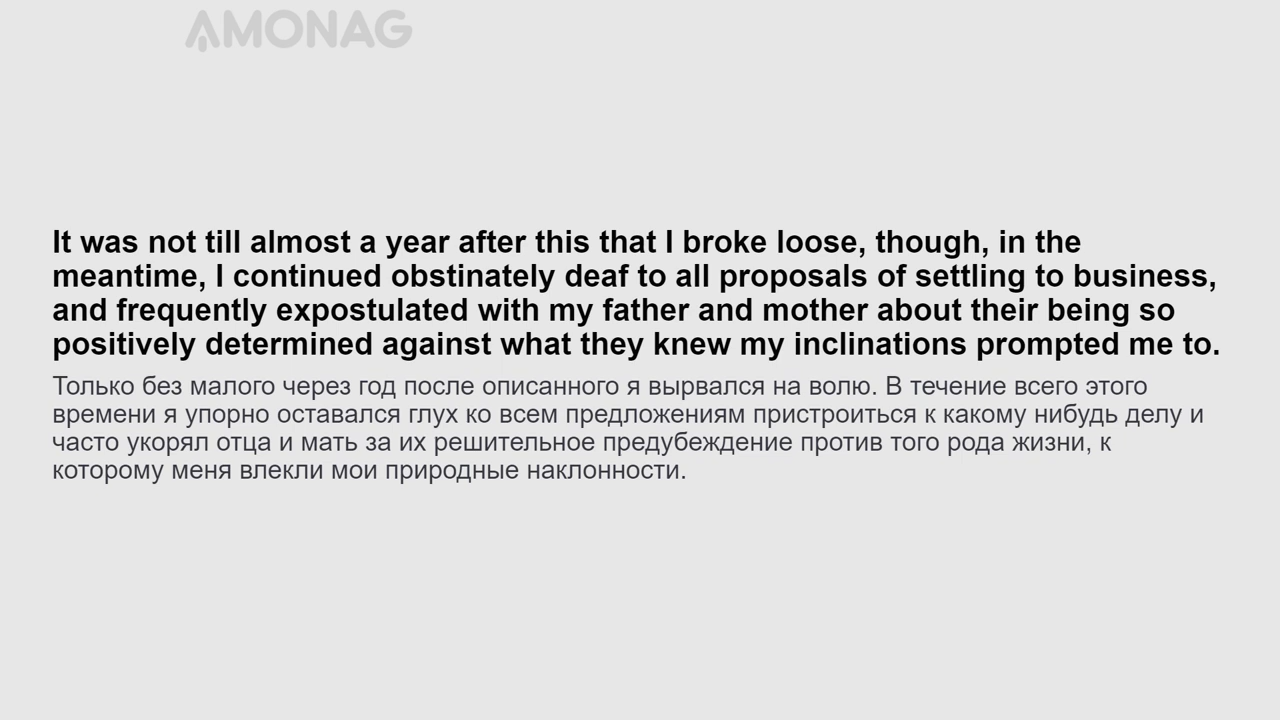 AMONAG
It was not till almost a year after this that I broke loose, though, in the
meantime, I continued obstinately deaf to all proposals of settling to business,
and frequently expostulated with my father and mother about their being so
positively determined against what they knew my inclinations prompted me to.
Только без малого через год после описанного я вырвался на волю. В течение всего этого
времени я упорно оставался глух ко всем предложениям пристроиться к какому нибудь делу и
часто укорял отца и мать за их решительное предубеждение против того рода жизни, к
которому меня влекли мои природные наклонности.